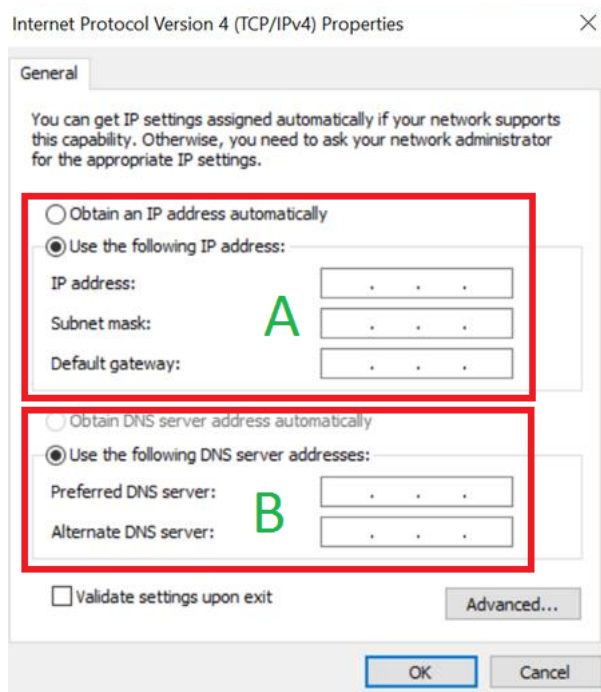 Internet Protocol Version 4 (TCP/IPv4) Properties
General
You can get IP settings assigned automatically if your network supports
this capability. Otherwise, you need to ask your network administrator
for the appropriate IP settings.
Obtain an IP address automatically
Use the following IP address:
IP address:
Subnet mask:
A
Default gateway:
Obtain DNS server address automatically
Use the following DNS server addresses:
Preferred DNS server:
B
Alternate DNS server:
Validate settings upon exit
Advanced...
OK Cancel